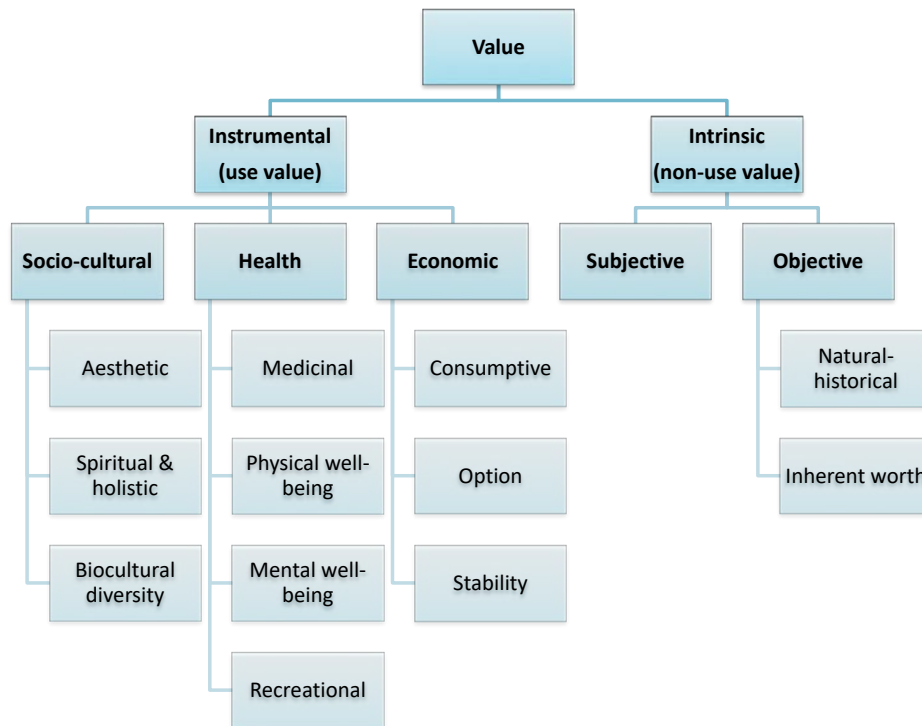 Value
Instrumental
(use value)
Intrinsic
(non-use value)
Socio-cultural
Health
Economic
Subjective
Objective
Aesthetic
Medicinal
Consumptive
Natural-
historical
Spiritual &
holistic
Physical well-
being
Option
Inherent worth
Biocultural
diversity
Mental well-
being
Stability
Recreational